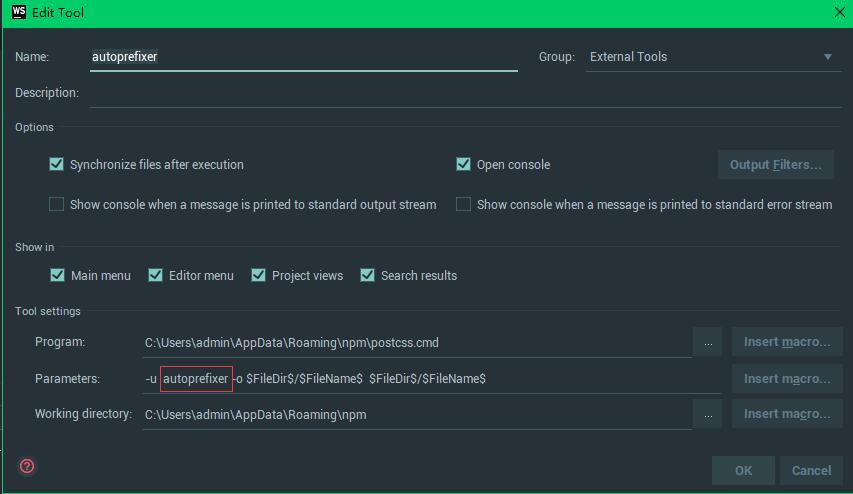 WS Edit Tool
Name: autoprefixer Group: External Tools
Description:
Options
Synchronize files after execution Open console Output Filters...
Show console when a message is printed to standard output stream Show console when a message is printed to standard error stream
Show in
Main menu Editor menu Project views Search results
Tool settings
Program: C:\Users\admin\AppData\Roaming\npm\postcss.cmd ... Insert macro...
Parameters: -u autoprefixer -o $FileDir$/$FileName$ $FileDir$/$FileName$ Insert macro...
Working directory: C:\Users\admin\AppData\Roaming\npm ... Insert macro...
? OK Cancel